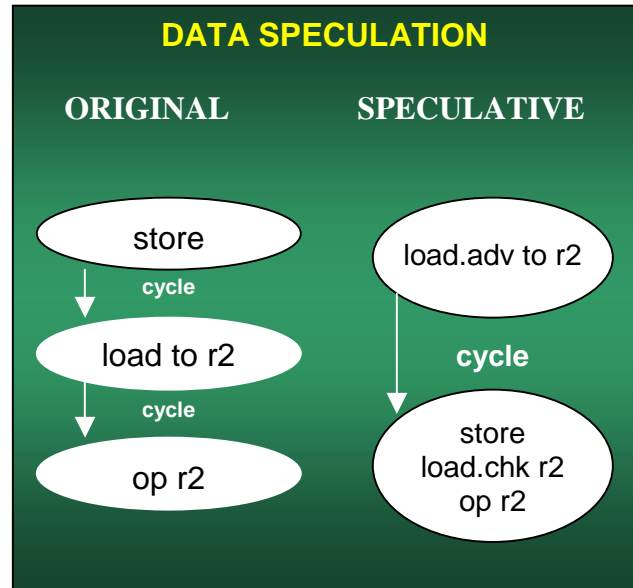 DATA SPECULATION
ORIGINAL
store
cycle
load to r2
cycle
op r2
SPECULATIVE
load.adv to r2
cycle
store
load.chk r2
op r2